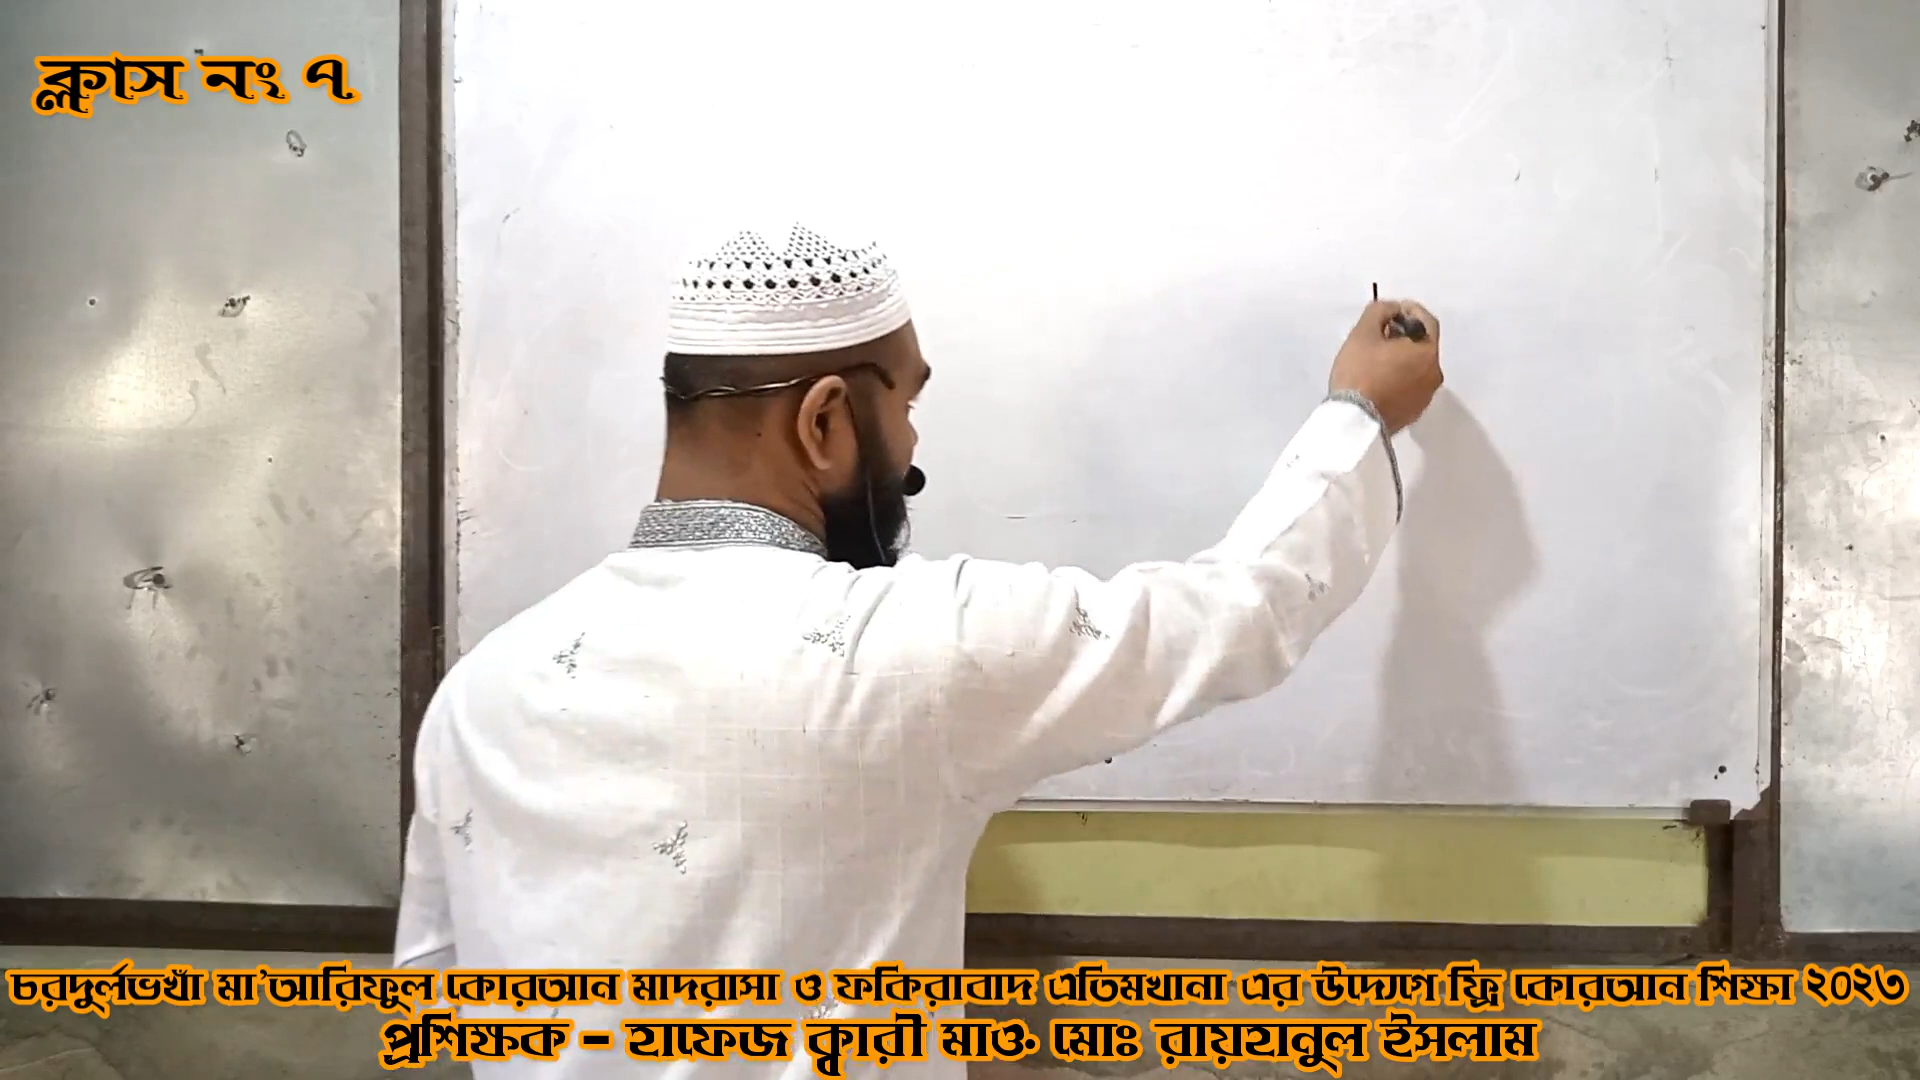 ক্লাস নং ৭
চরদুর্লভখাঁ মা'আরিফুল কোরআন মাদরাসা ও ফকিরাবাদ এতিমখানা এর উদ্যেগে ফ্রি কোরআন শিক্ষা ২০২৩
প্রশিক্ষক - হাফেজ ক্বারী মাওঃ মোঃ রায়হানুল ইসলাম